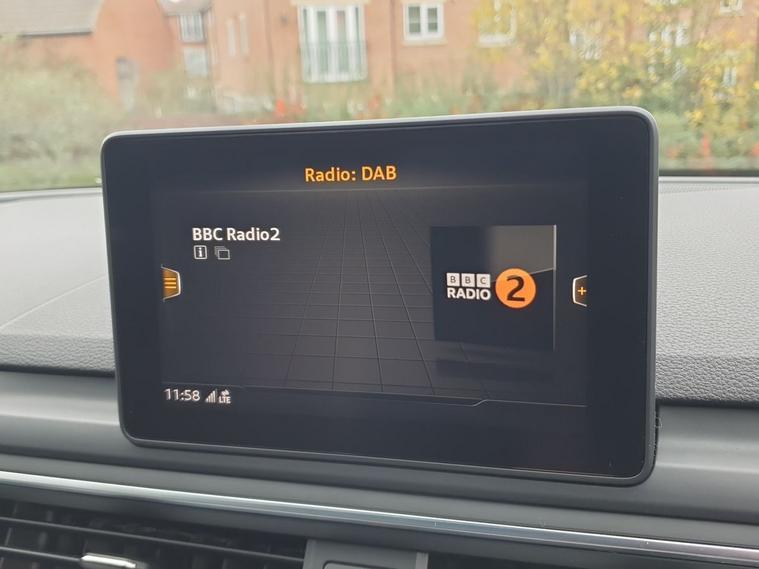 Radio: DAB
BBC Radio2
BBC
RADIO 2
11:58 LTE